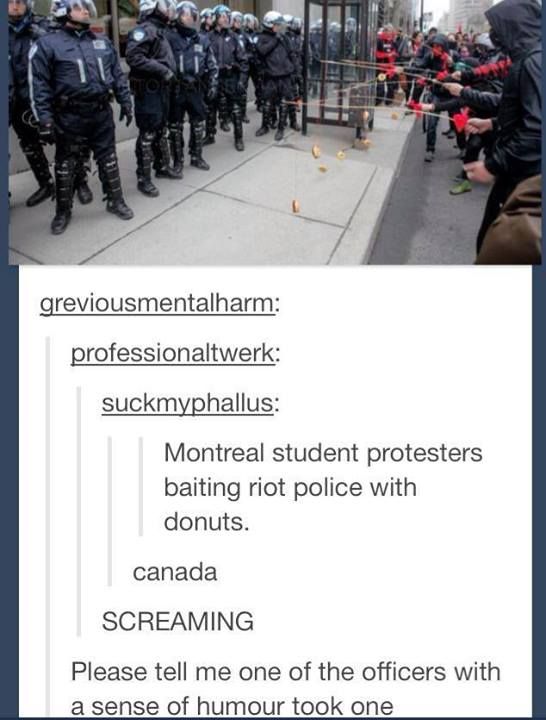 greviousmentalharm:
professionaltwerk:
suckmyphallus:
Montreal student protesters
baiting riot police with
donuts.
canada
SCREAMING
Please tell me one of the officers with
a sense of humour took one